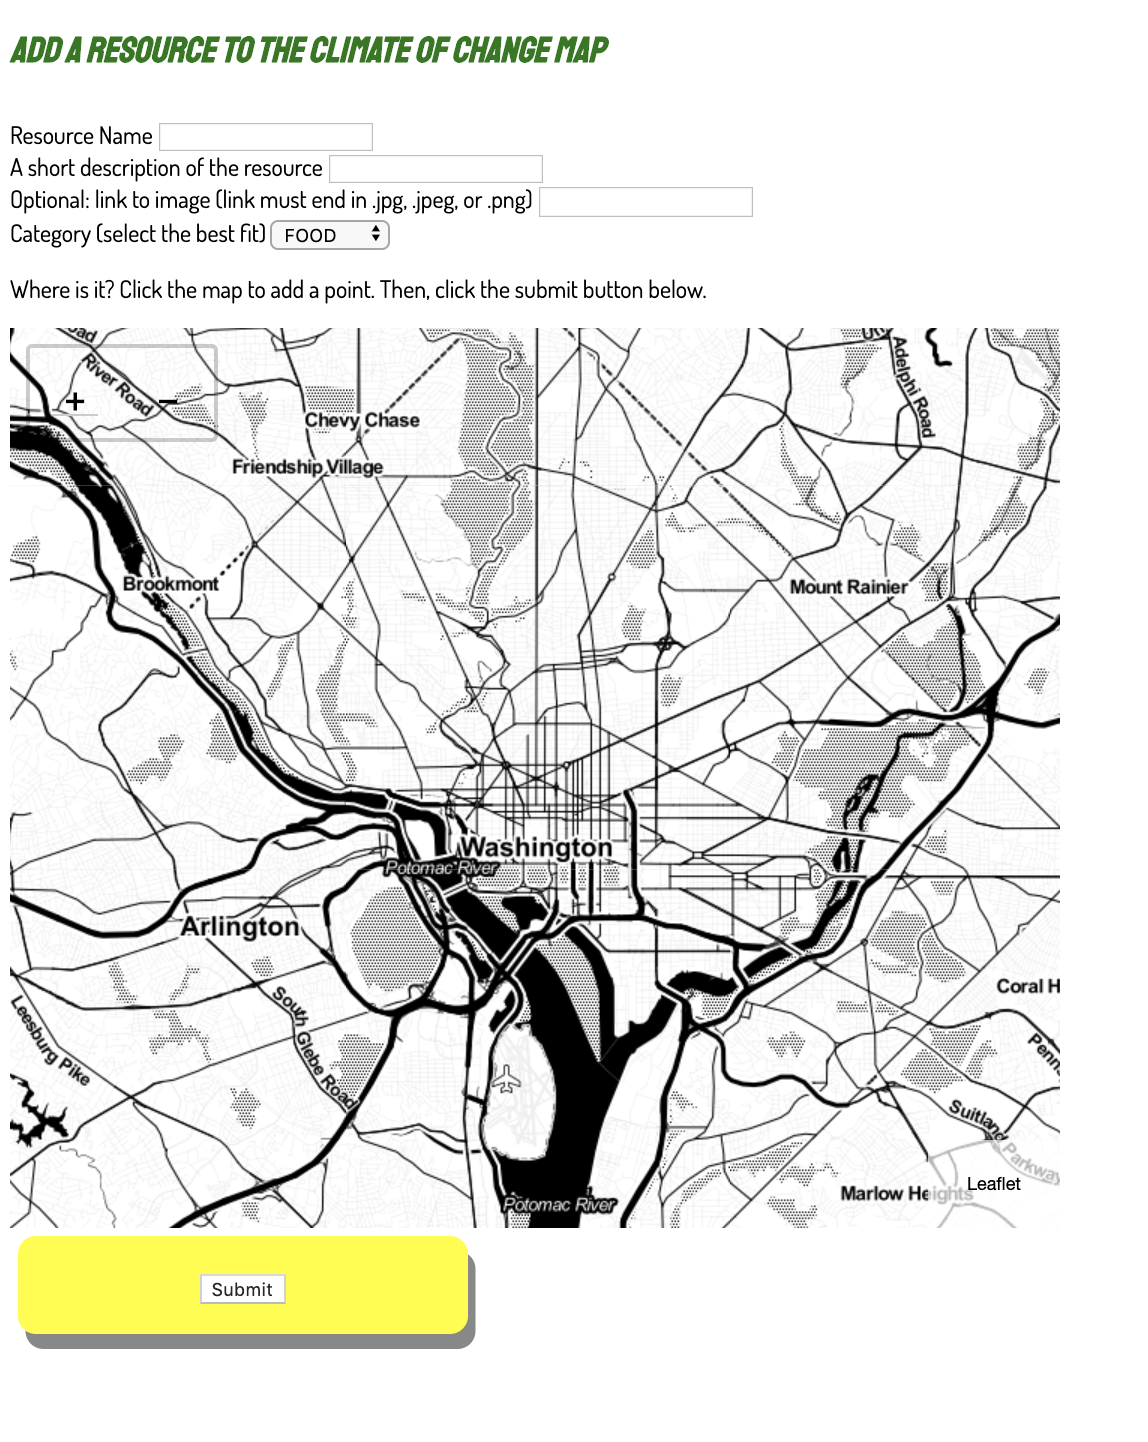 ADD A RESOURCE TO THE CLIMATE OF CHANGE MAP
Resource Name
A short description of the resource
Optional: link to image (link must end in .jpg, .jpeg, or .png)
Category (select the best fit) FOOD
Where is it? Click the map to add a point. Then, click the submit button below.
oad
River Road
+ −
Adelphi Road
Chevy Chase
Friendship Village
Brookmont
Mount Rainier
Washington
Potomac River
Arlington
South Glebe Road
Leesburg Pike
Coral H
Penn
Suitland Parkway
Marlow Heights
Leaflet
Potomac River
Submit